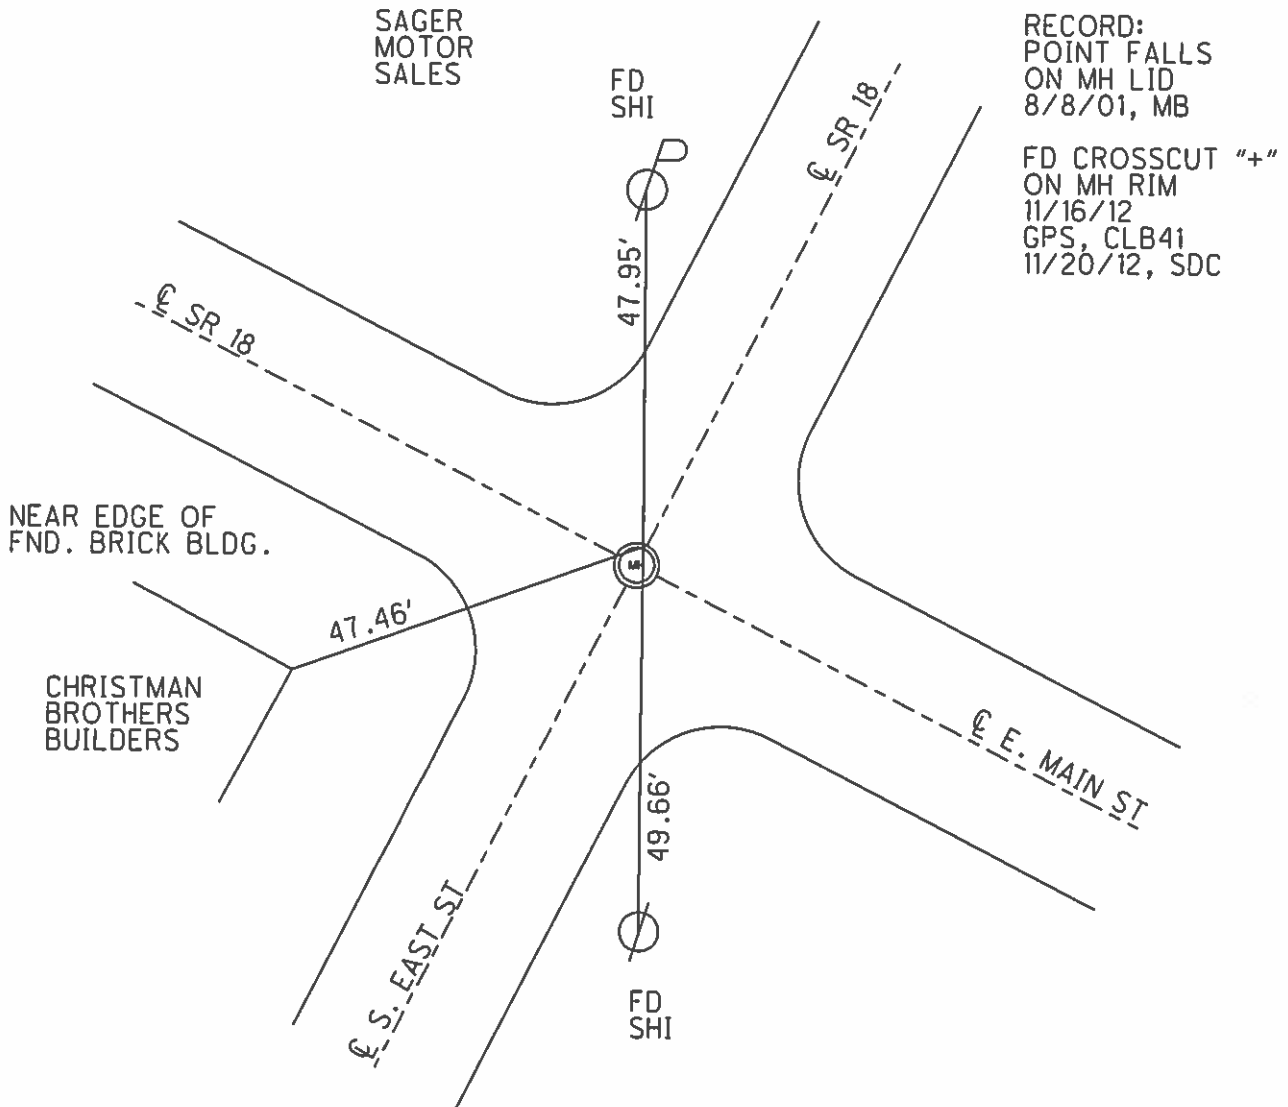 SAGER
MOTOR
SALES
FD
SHI
RECORD:
POINT FALLS
ON MH LID
8/8/01, MB
FD CROSSCUT "+"
ON MH RIM
11/16/12
GPS, CLB41
11/20/12, SDC
℄ SR 18
47.95'
℄ SR 18
NEAR EDGE OF
FND. BRICK BLDG.
MH
47.46'
CHRISTMAN
BROTHERS
BUILDERS
℄ E. MAIN ST
49.66'
℄ S. EAST ST
FD
SHI